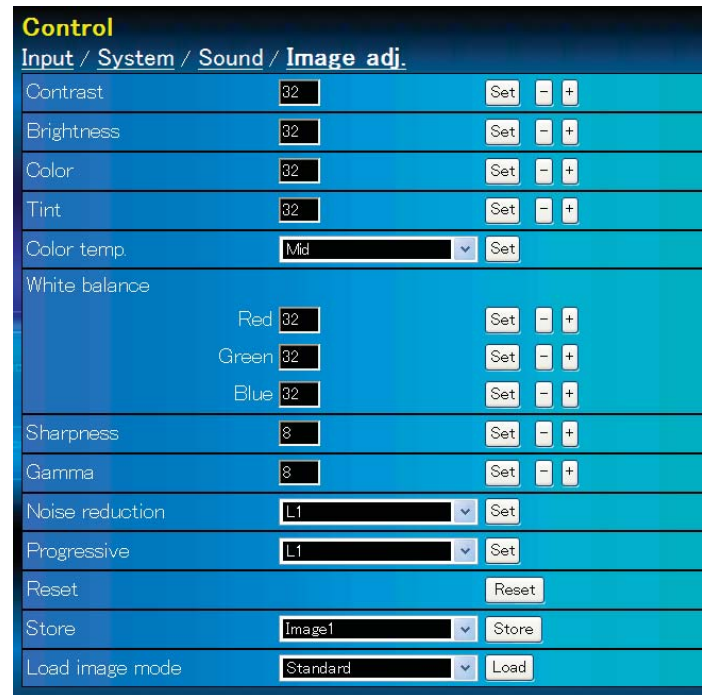 Control
Input / System / Sound / Image adj.
Contrast 32 Set - +
Brightness 32 Set - +
Color 32 Set - +
Tint 32 Set - +
Color temp. Mid Set
White balance
Red 32 Set - +
Green 32 Set - +
Blue 32 Set - +
Sharpness 8 Set - +
Gamma 8 Set - +
Noise reduction L1 Set
Progressive L1 Set
Reset Reset
Store Image1 Store
Load image mode Standard Load